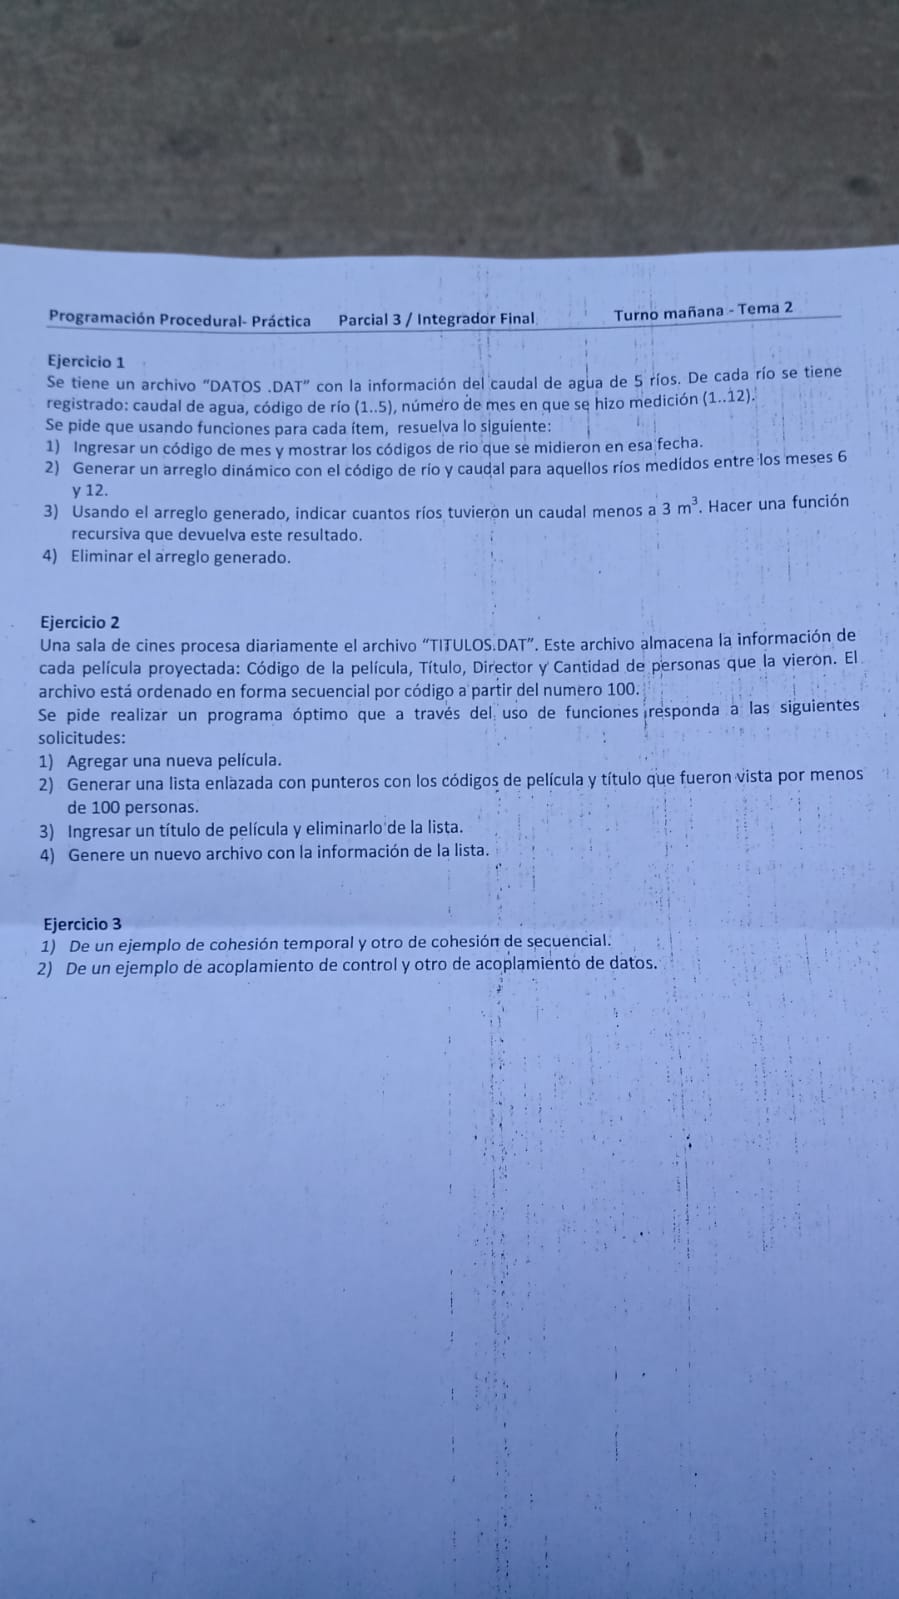 Programación Procedural- Práctica Parcial 3 / Integrador Final Turno mañana - Tema 2
Ejercicio 1
Se tiene un archivo "DATOS .DAT" con la información del caudal de agua de 5 ríos. De cada río se tiene
registrado: caudal de agua, código de río (1..5), número de mes en que se hizo medición (1..12).
Se pide que usando funciones para cada ítem, resuelva lo siguiente:
1) Ingresar un código de mes y mostrar los códigos de rio que se midieron en esa fecha.
2) Generar un arreglo dinámico con el código de río y caudal para aquellos ríos medidos entre los meses 6
y 12.
3) Usando el arreglo generado, indicar cuantos ríos tuvieron un caudal menos a 3 m³. Hacer una función
recursiva que devuelva este resultado.
4) Eliminar el arreglo generado.
Ejercicio 2
Una sala de cines procesa diariamente el archivo "TITULOS.DAT". Este archivo almacena la información de
cada película proyectada: Código de la película, Título, Director y Cantidad de personas que la vieron. El
archivo está ordenado en forma secuencial por código a partir del numero 100.
Se pide realizar un programa óptimo que a través del uso de funciones responda a las siguientes
solicitudes:
1) Agregar una nueva película.
2) Generar una lista enlazada con punteros con los códigos de película y título que fueron vista por menos
de 100 personas.
3) Ingresar un título de película y eliminarlo de la lista.
4) Genere un nuevo archivo con la información de la lista.
Ejercicio 3
1) De un ejemplo de cohesión temporal y otro de cohesión de secuencial.
2) De un ejemplo de acoplamiento de control y otro de acoplamiento de datos.